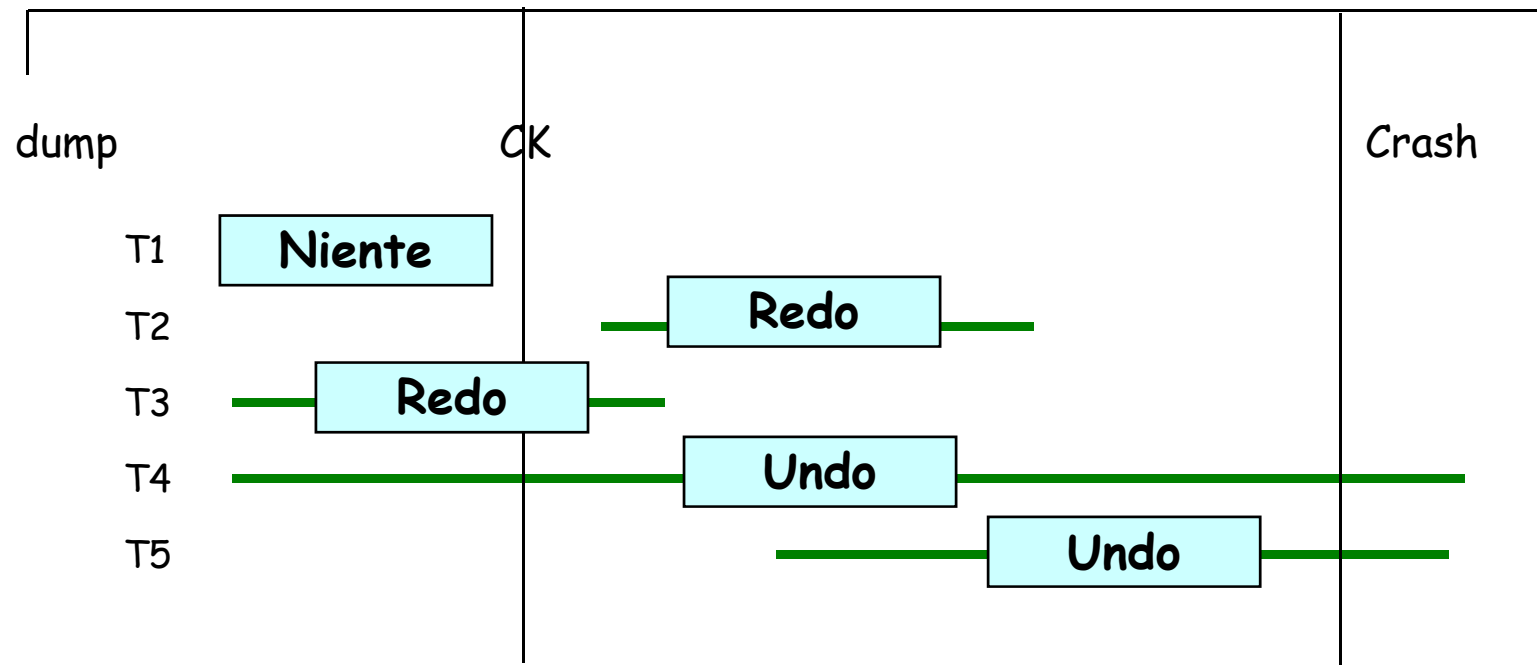 dump CK Crash
T1 Niente
T2 Redo
T3 Redo
T4 Undo
T5 Undo